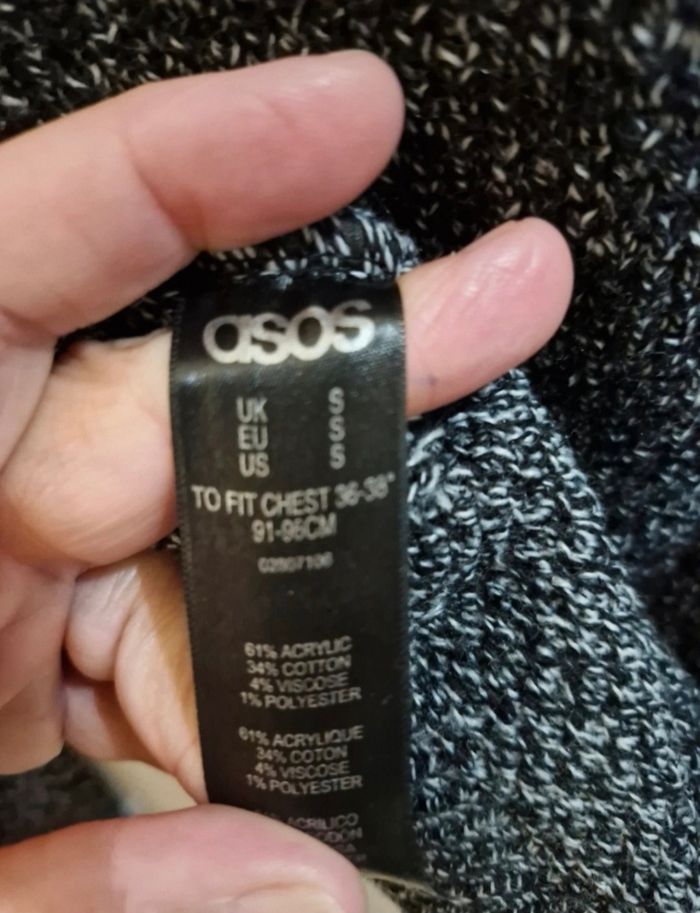 asos
UK S
EU S
US S
TO FIT CHEST 36-38"
91-96CM
61% ACRYLIC
34% COTTON
4% VISCOSE
1% POLYESTER
61% ACRYLIQUE
34% COTON
4% VISCOSE
1% POLYESTER
ACRILICO